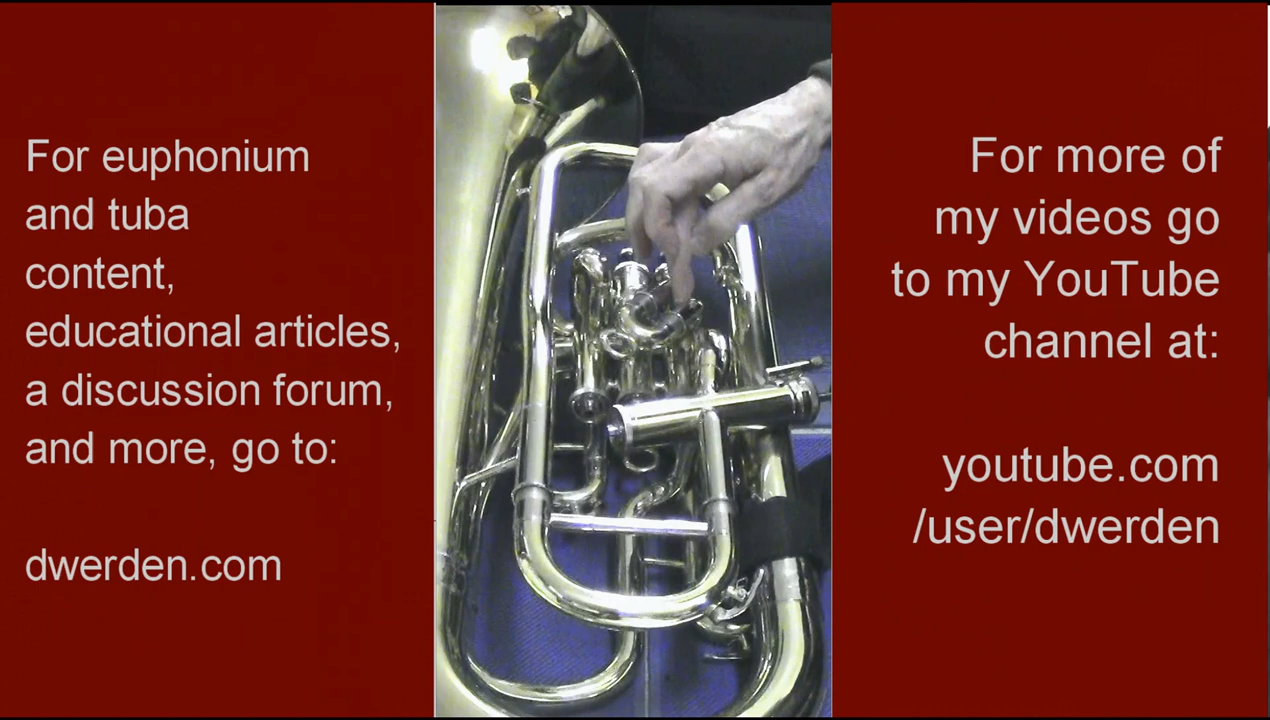 For euphonium
and tuba
content,
educational articles,
a discussion forum,
and more, go to:
dwerden.com
For more of
my videos go
to my YouTube
channel at:
youtube.com
/user/dwerden